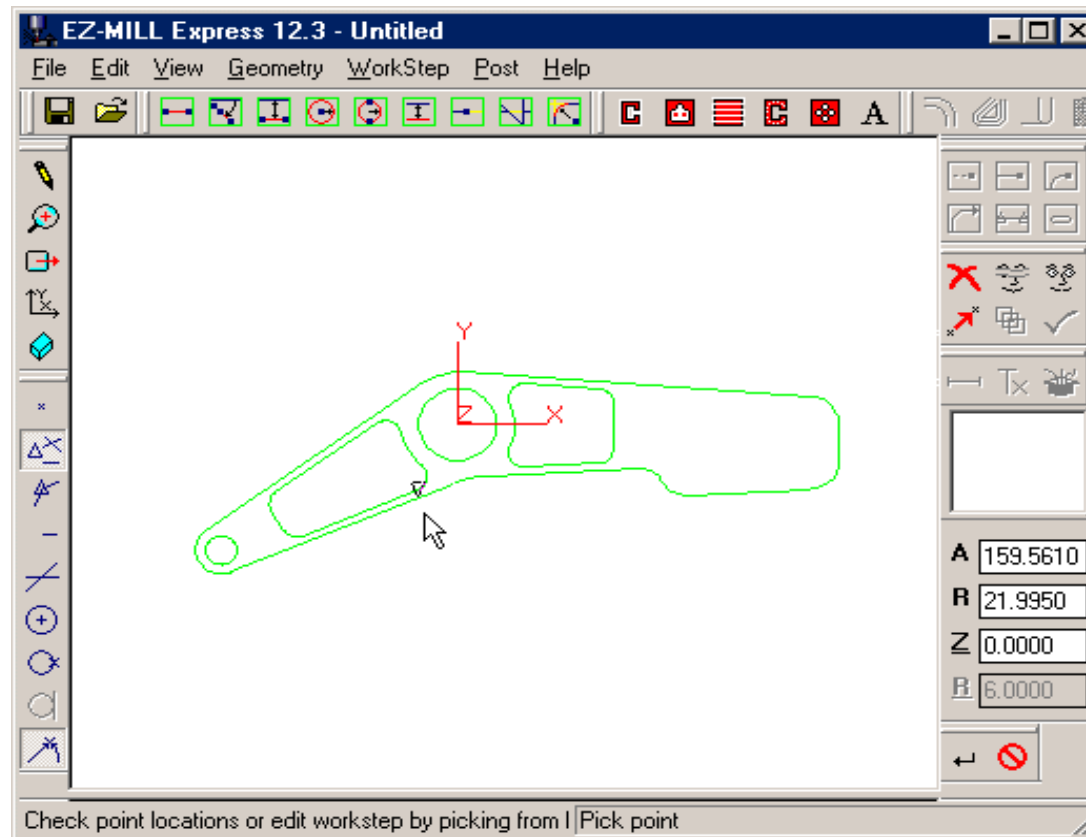 EZ-MILL Express 12.3 - Untitled
File Edit View Geometry WorkStep Post Help
C C A
Y
X
Tx
Y
Z X
A 159.5610
R 21.9950
Z 0.0000
R 6.0000
Check point locations or edit workstep by picking from l Pick point